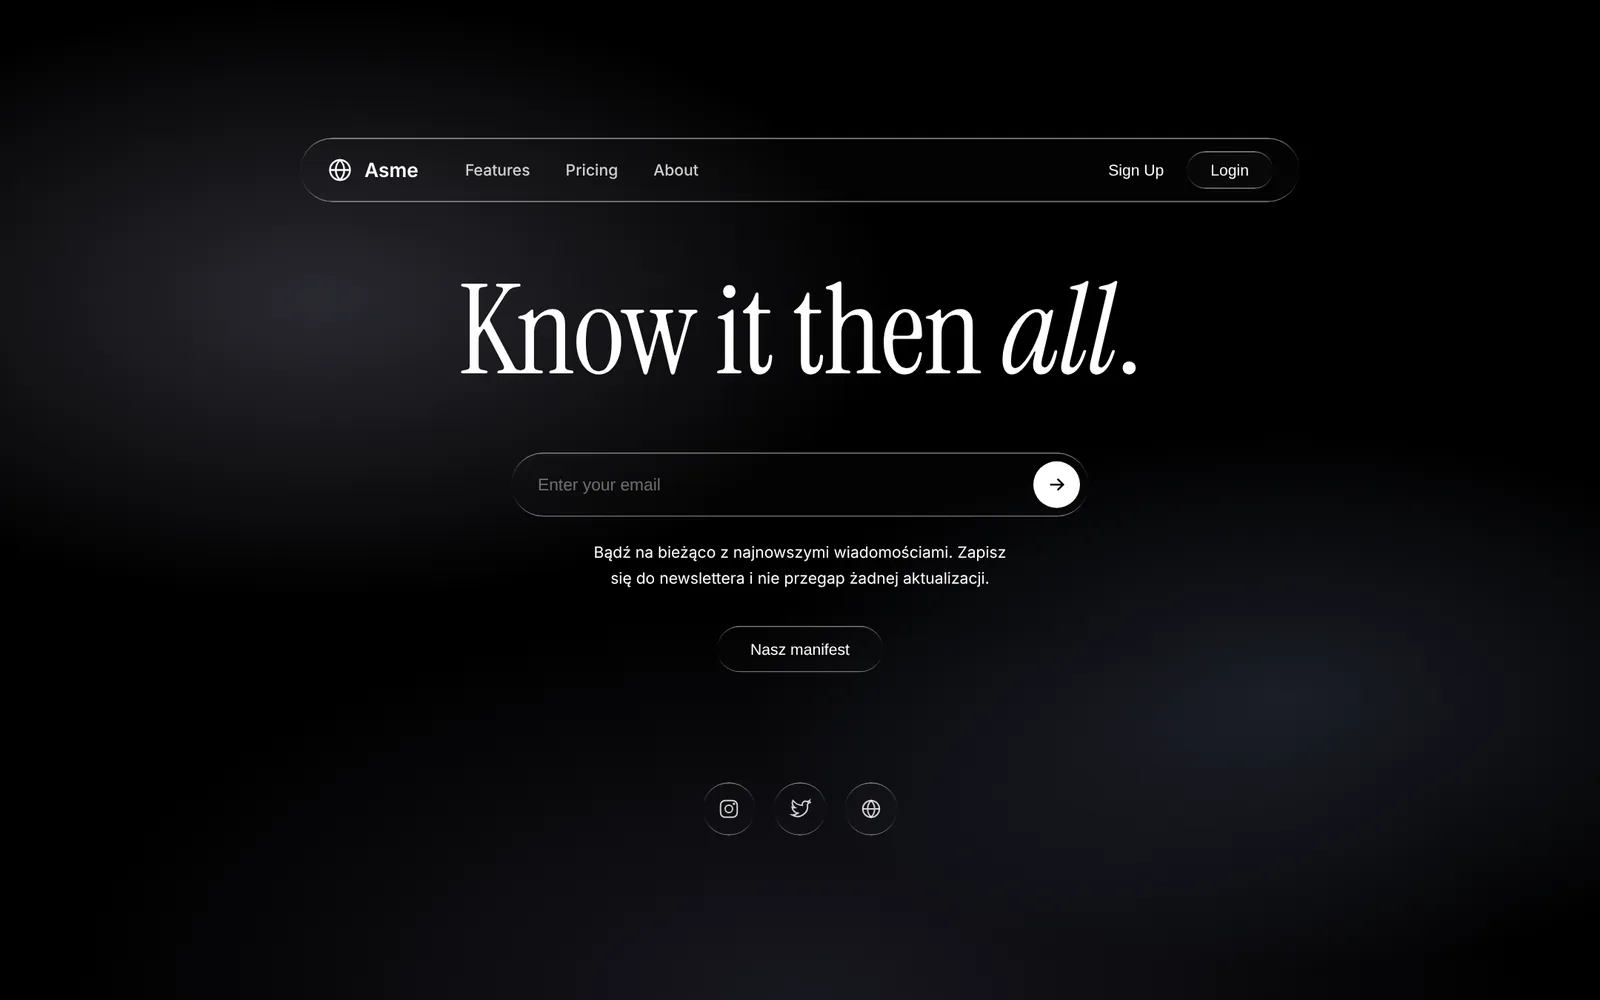 Asme
Features
Pricing
About
Sign Up
Login
Know it then all.
Enter your email
Bądź na bieżąco z najnowszymi wiadomościami. Zapisz
się do newslettera i nie przegap żadnej aktualizacji.
Nasz manifest